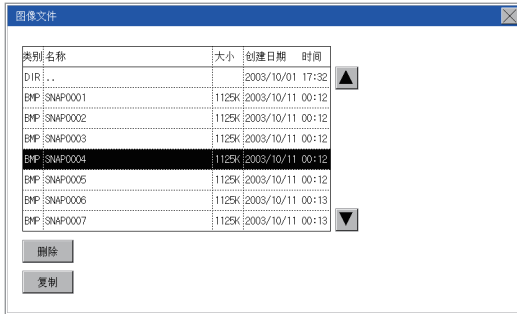 图像文件
类别 名称 大小 创建日期 时间
DIR .. 2003/10/01 17:32
BMP SNAP0001 1125K 2003/10/11 00:12
BMP SNAP0002 1125K 2003/10/11 00:12
BMP SNAP0003 1125K 2003/10/11 00:12
BMP SNAP0004 1125K 2003/10/11 00:12
BMP SNAP0005 1125K 2003/10/11 00:12
BMP SNAP0006 1125K 2003/10/11 00:13
BMP SNAP0007 1125K 2003/10/11 00:13
删除
复制